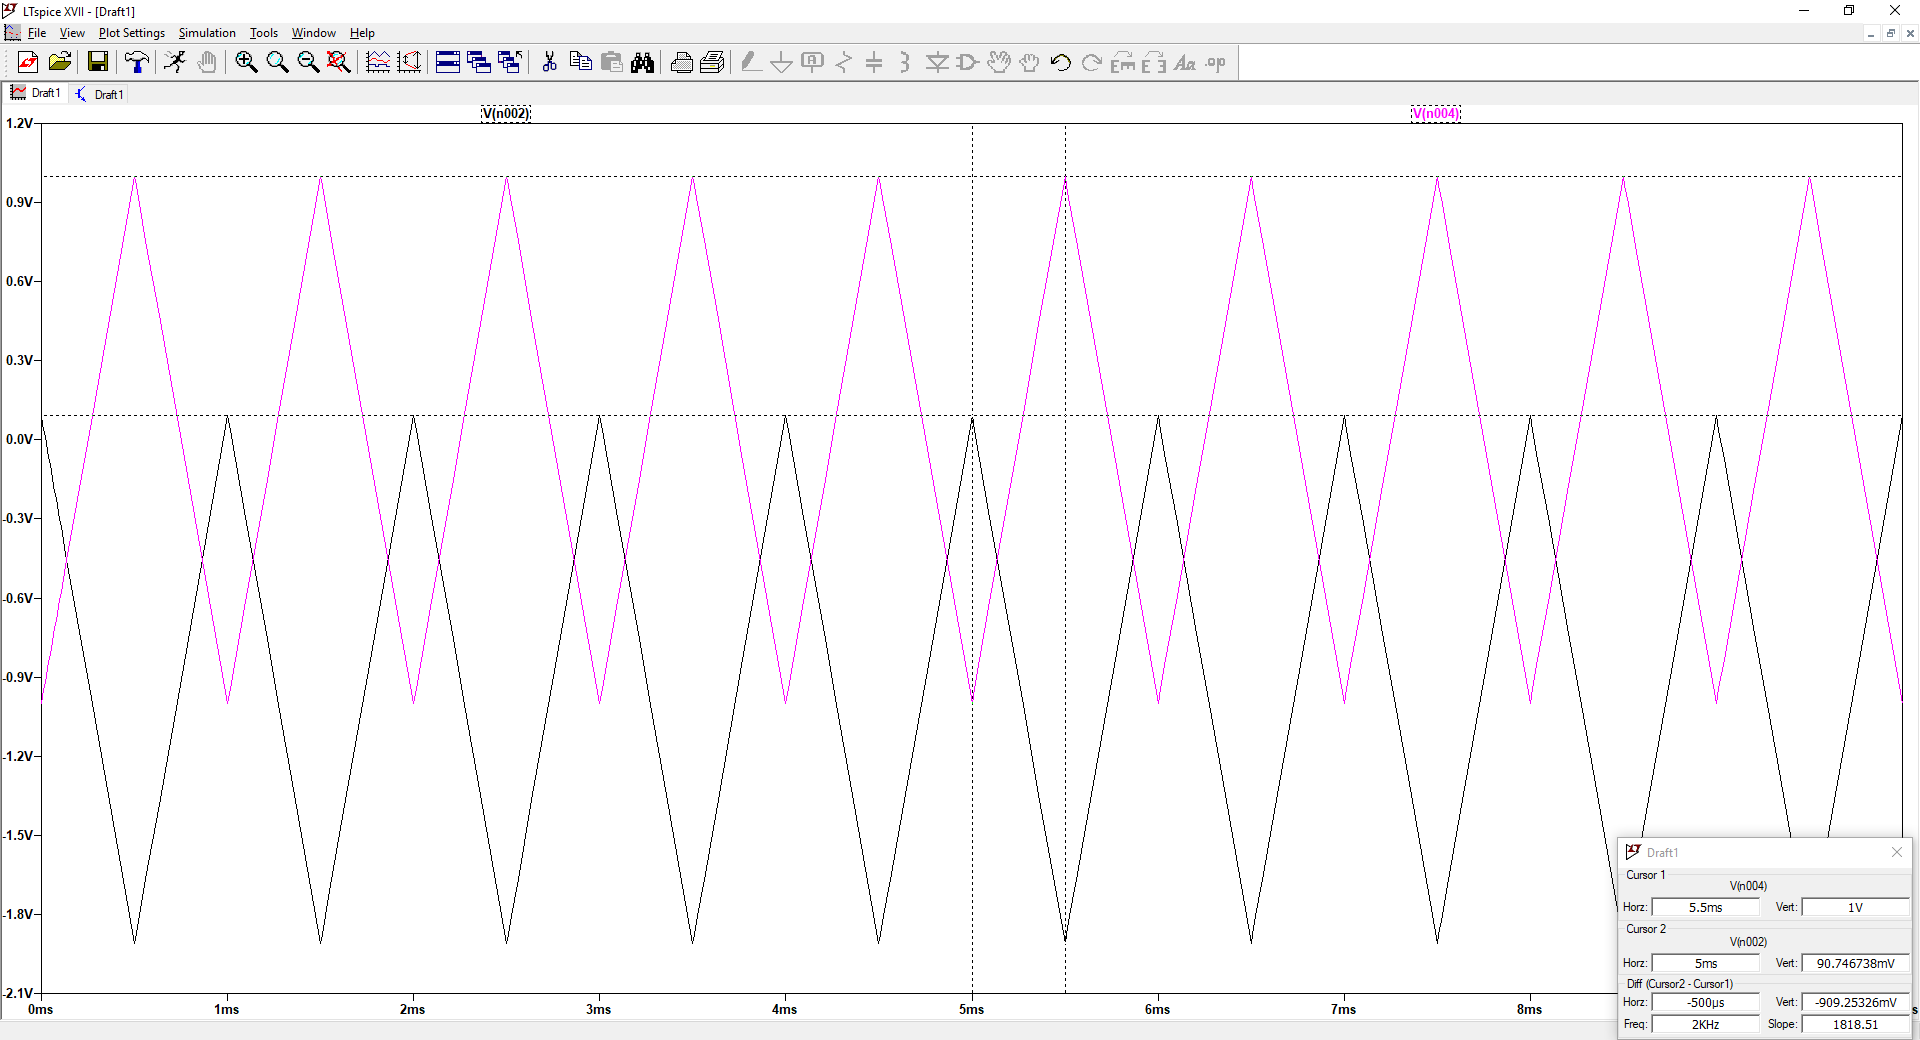 LTspice XVII - [Draft1]
File View Plot Settings Simulation Tools Window Help
Draft1 Draft1
V(n002) V(n004)
1.2V
0.9V
0.6V
0.3V
0.0V
-0.3V
-0.6V
-0.9V
-1.2V
-1.5V
-1.8V
-2.1V
0ms 1ms 2ms 3ms 4ms 5ms 6ms 7ms 8ms
Draft1
Cursor 1
V(n004)
Horz: 5.5ms Vert: 1V
Cursor 2
V(n002)
Horz: 5ms Vert: 90.746738mV
Diff (Cursor2 - Cursor1)
Horz: -500µs Vert: -909.25326mV
Freq: 2KHz Slope: 1818.51